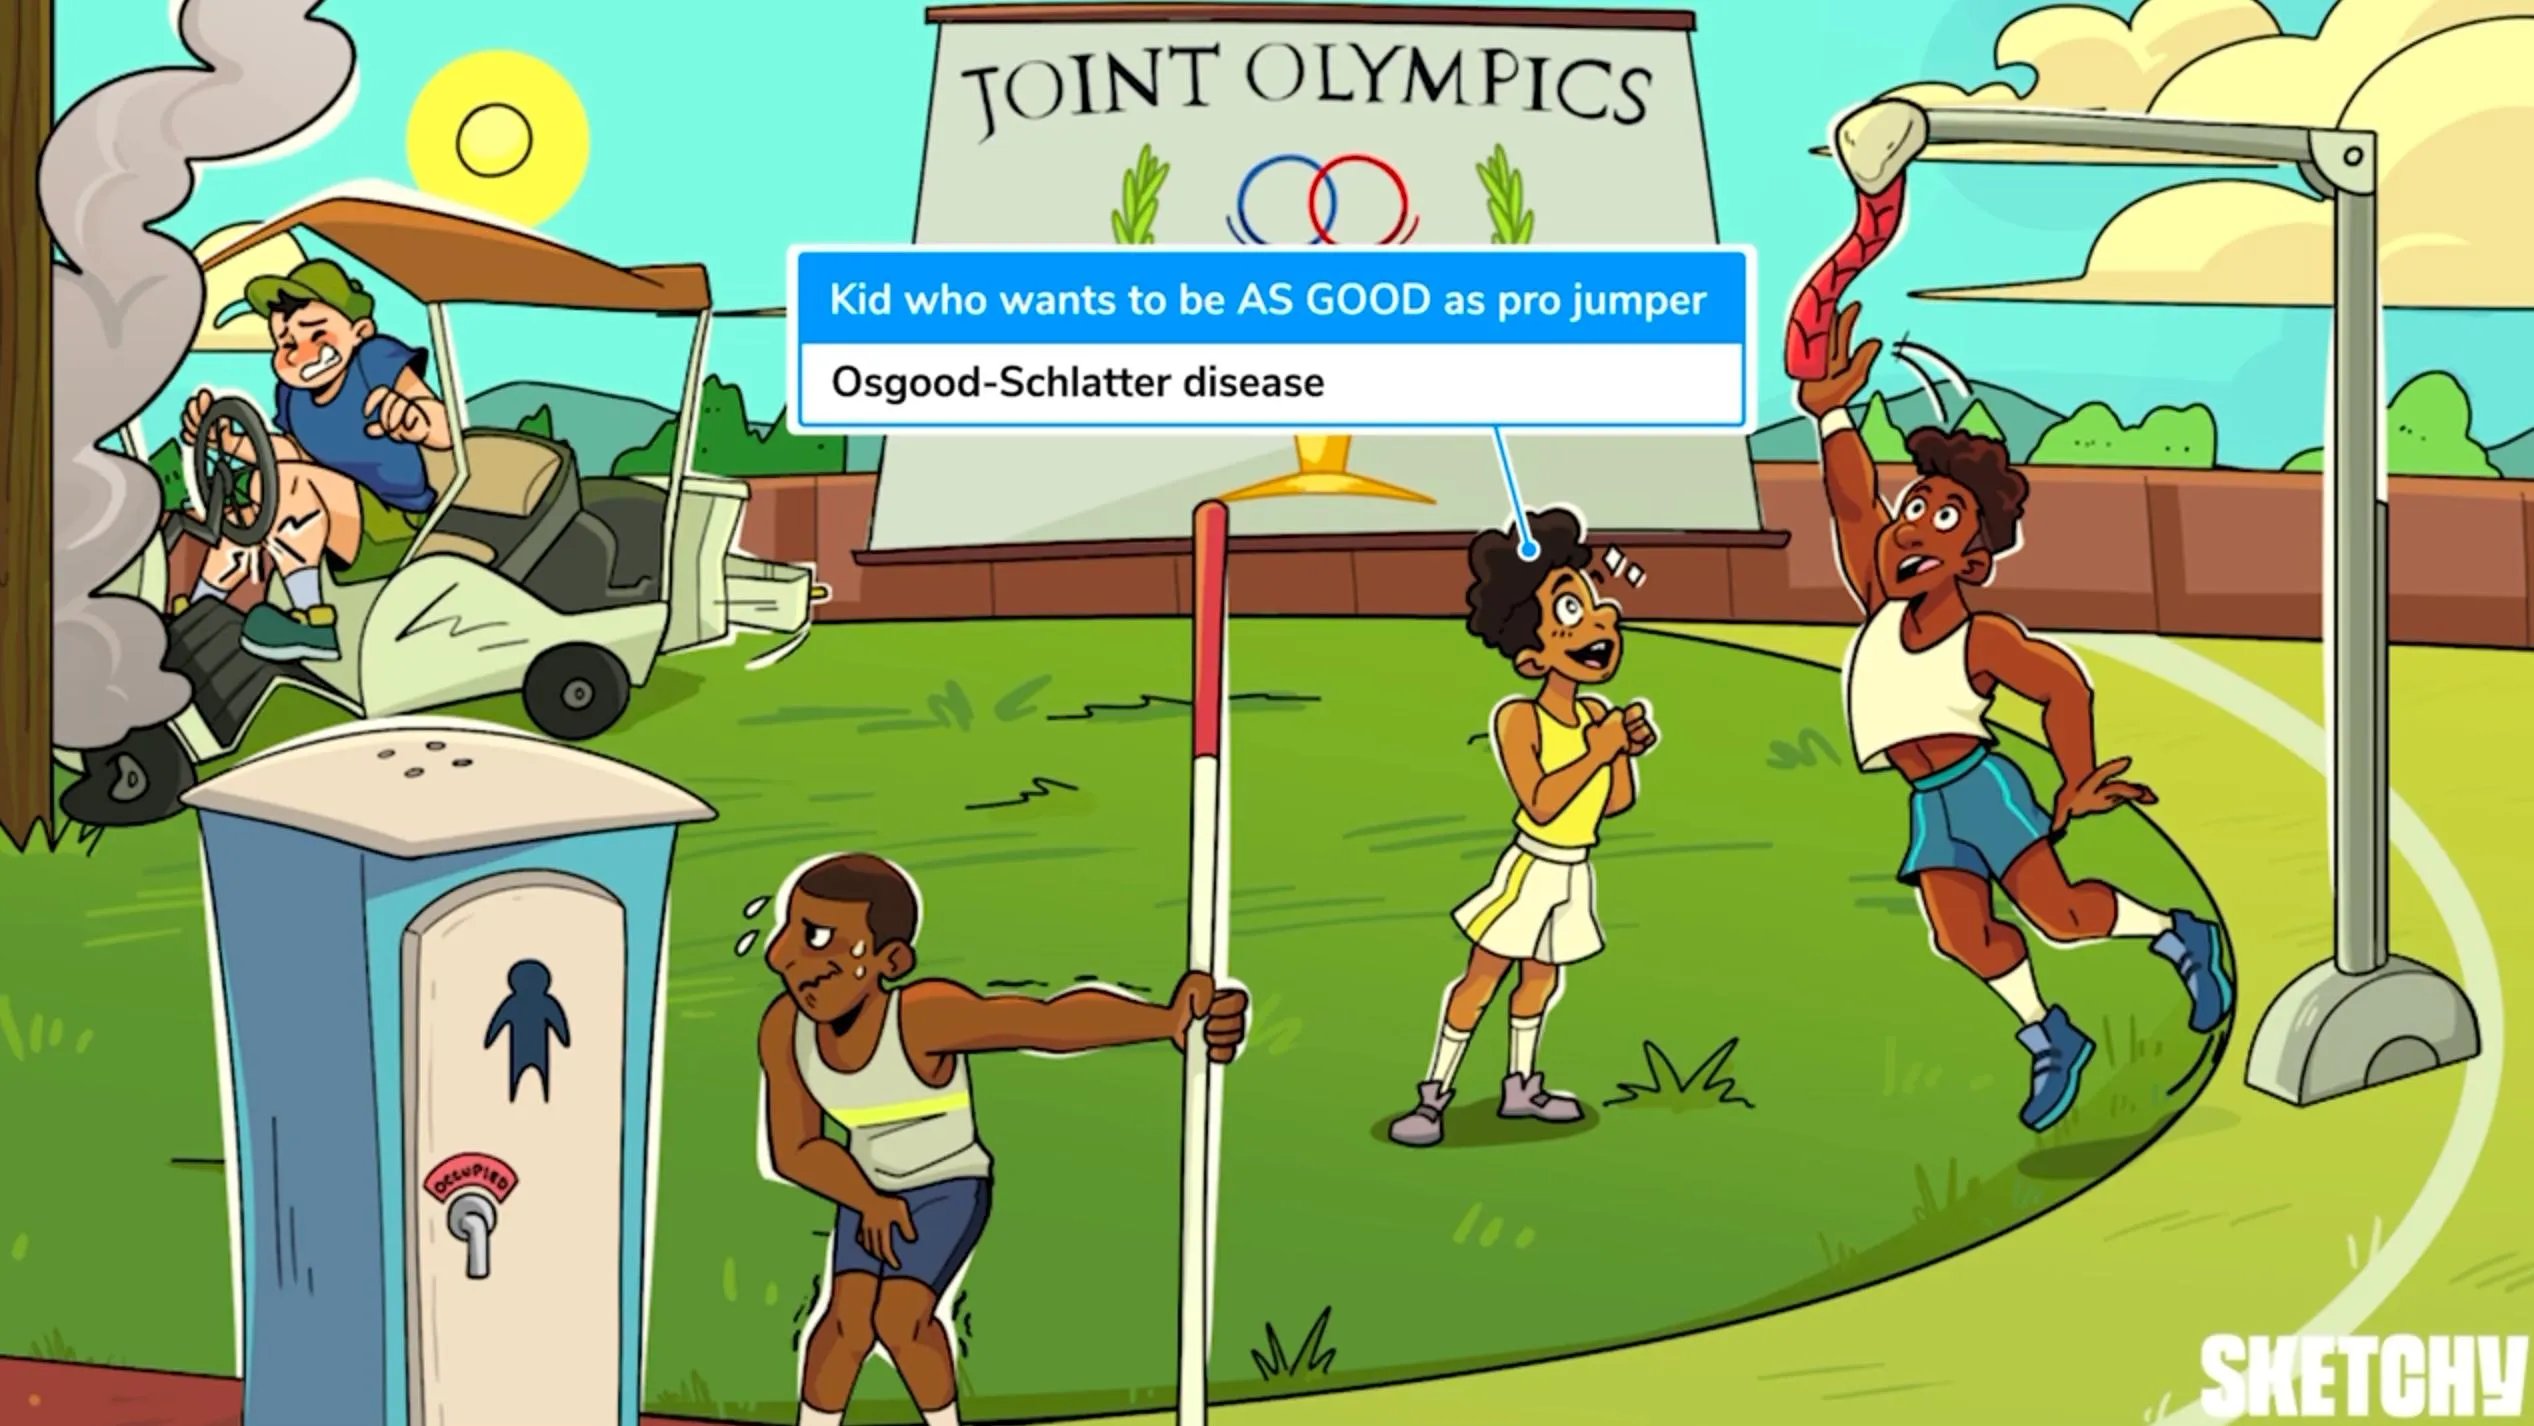 JOINT OLYMPICS
Kid who wants to be AS GOOD as pro jumper
Osgood-Schlatter disease
OCCUPIED
SKETCHY